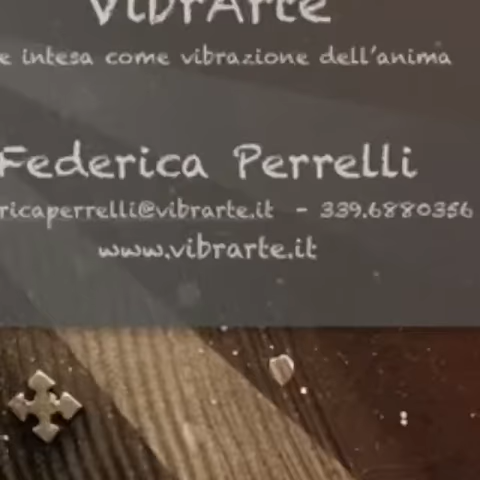 VibrArte
e intesa come vibrazione dell'anima
Federica Perrelli
ricaperrelli@vibrarte.it - 339.6880356
www.vibrarte.it